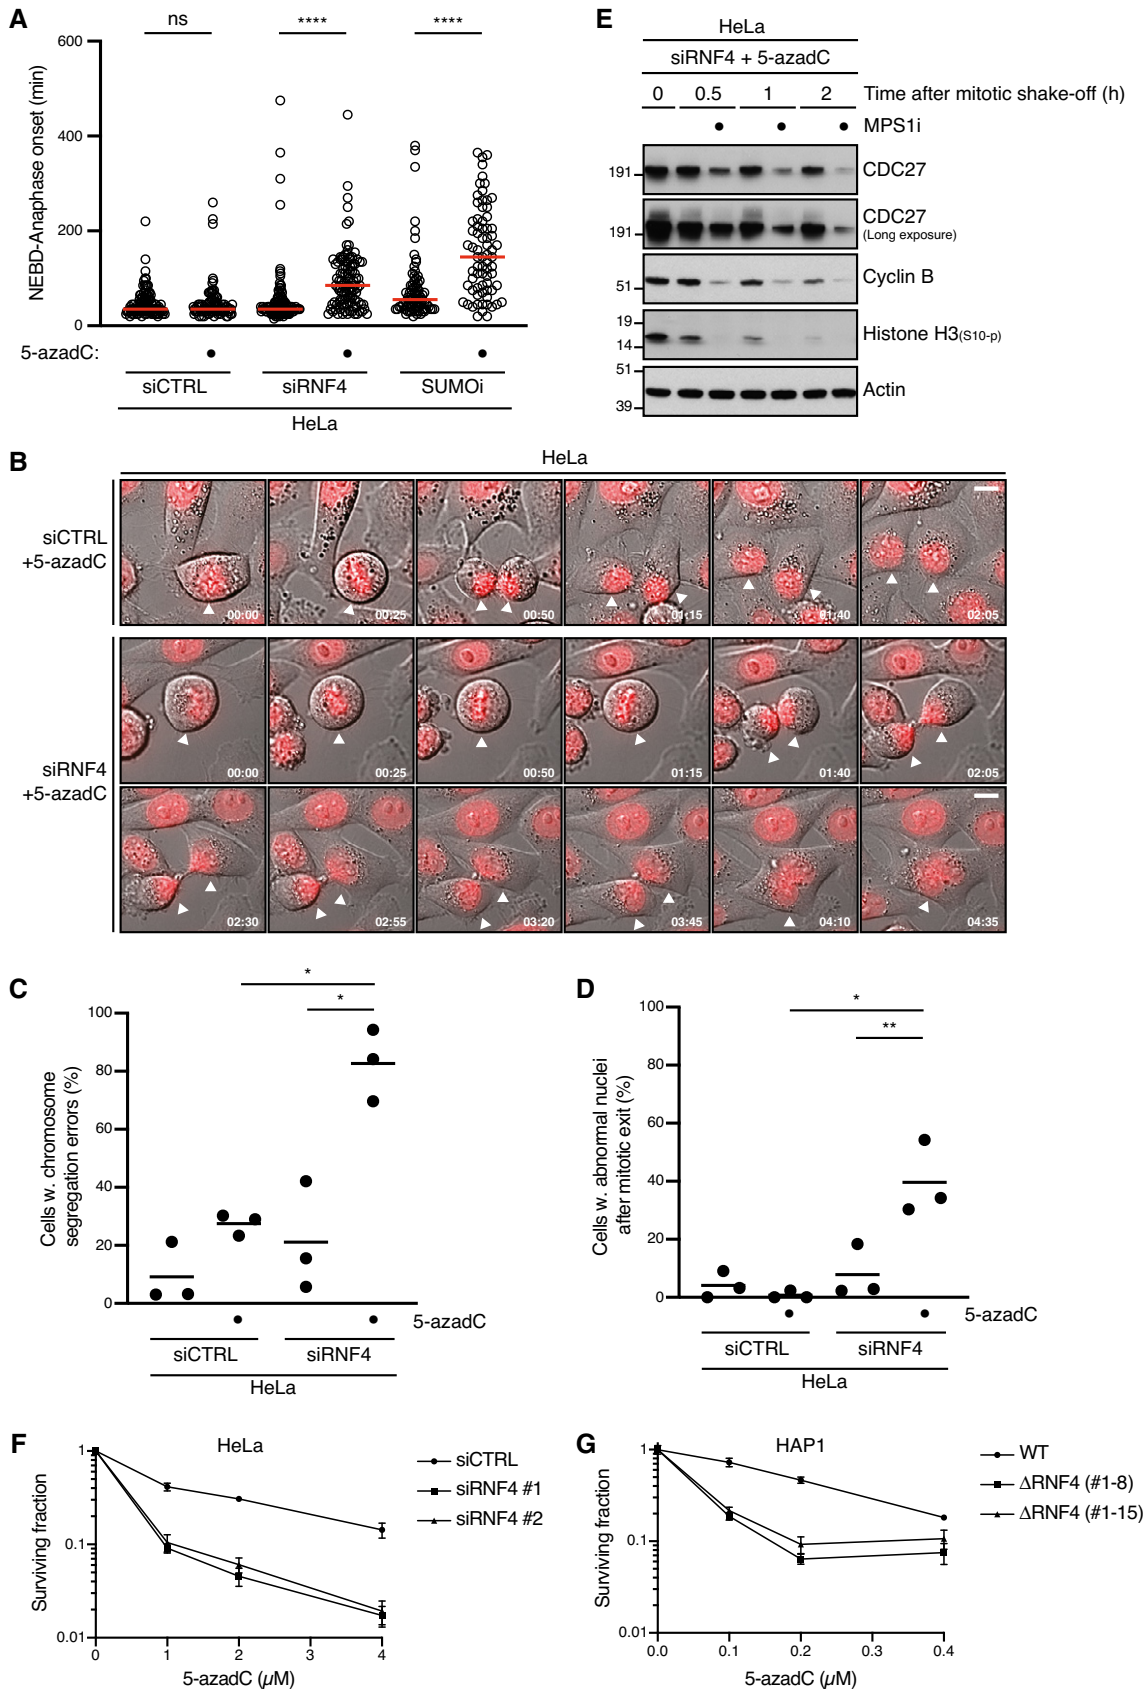 A
ns
****
****
NEBD-Anaphase onset (min)
600
400
200
0
5-azadC:
siCTRL
siRNF4
SUMOi
HeLa
E
HeLa
siRNF4 + 5-azadC
0 0.5 1 2 Time after mitotic shake-off (h)
MPS1i
191 CDC27
191 CDC27
(Long exposure)
51 Cyclin B
19
14
Histone H3(S10-p)
51
39
Actin
B
HeLa
siCTRL
+5-azadC
00:00 00:25 00:50 01:15 01:40 02:05
siRNF4
+5-azadC
00:00 00:25 00:50 01:15 01:40 02:05
02:30 02:55 03:20 03:45 04:10 04:35
C
*
*
Cells w. chromosome
segregation errors (%)
100
80
60
40
20
0
5-azadC
siCTRL
siRNF4
HeLa
D
*
**
Cells w. abnormal nuclei
after mitotic exit (%)
100
80
60
40
20
0
5-azadC
siCTRL
siRNF4
HeLa
F
HeLa
Surviving fraction
1
0.1
0.01
0 1 2 3 4
5-azadC (µM)
siCTRL
siRNF4 #1
siRNF4 #2
G
HAP1
Surviving fraction
1
0.1
0.01
0.0 0.1 0.2 0.3 0.4
5-azadC (µM)
WT
ΔRNF4 (#1-8)
ΔRNF4 (#1-15)